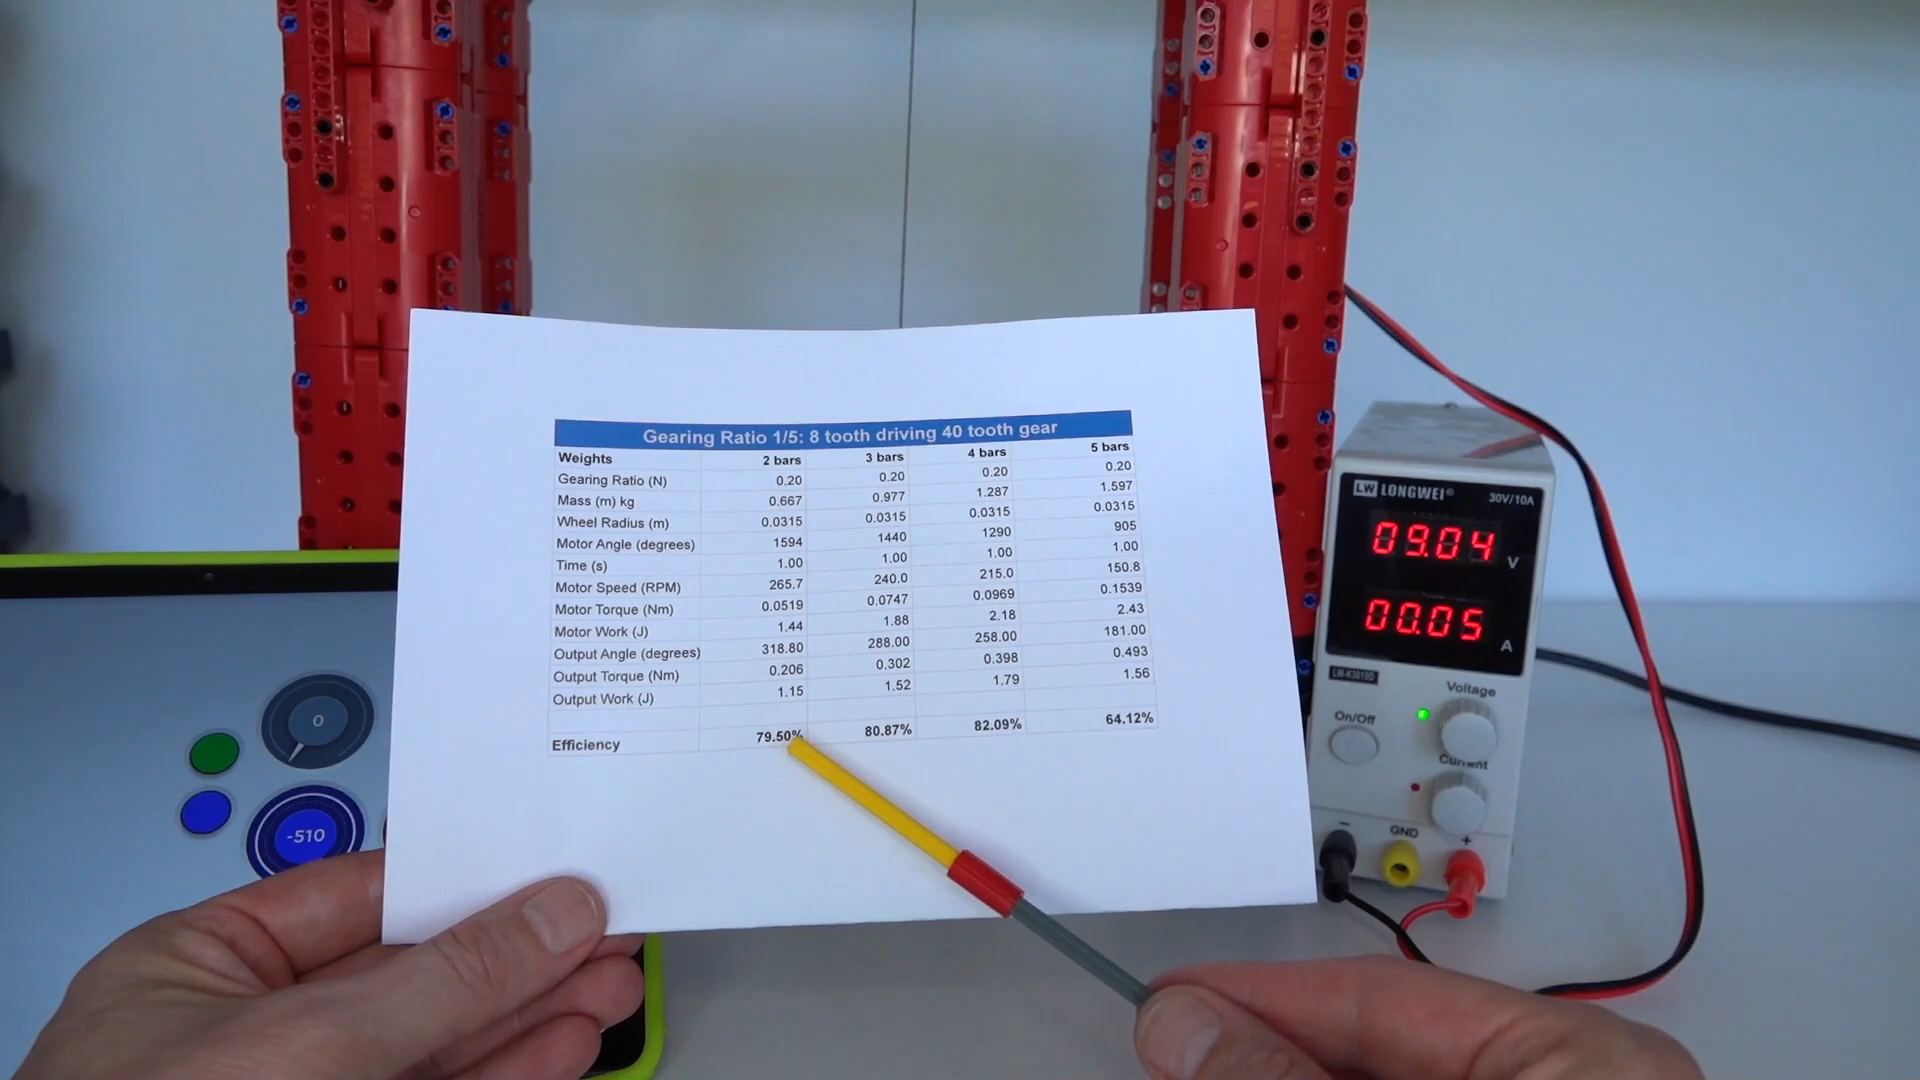 Gearing Ratio 1/5: 8 tooth driving 40 tooth gear
Weights 2 bars 3 bars 4 bars 5 bars
Gearing Ratio (N) 0.20 0.20 0.20 0.20
Mass (m) kg 0.667 0.977 1.287 1.597
Wheel Radius (m) 0.0315 0.0315 0.0315 0.0315
Motor Angle (degrees) 1594 1440 1290 905
Time (s) 1.00 1.00 1.00 1.00
Motor Speed (RPM) 265.7 240.0 215.0 150.8
Motor Torque (Nm) 0.0519 0.0747 0.0969 0.1539
Motor Work (J) 1.44 1.88 2.18 2.43
Output Angle (degrees) 318.80 288.00 258.00 181.00
Output Torque (Nm) 0.206 0.302 0.398 0.493
Output Work (J) 1.15 1.52 1.79 1.56
Efficiency 79.50% 80.87% 82.09% 64.12%
LW LONGWEI® 30V/10A
09.04 V
00.05 A
LW-K3010D
Voltage
On/Off
Current
GND
− +
0
-510